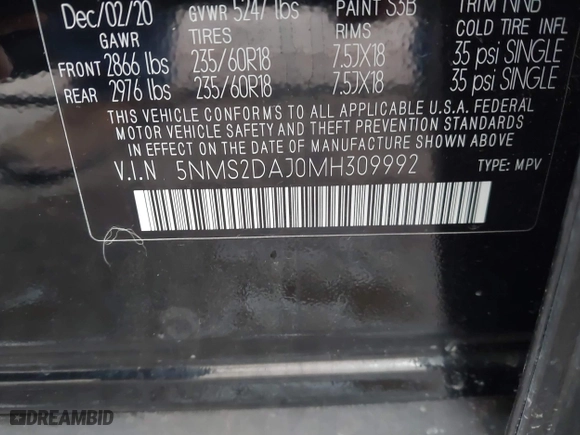 Dec/02/20 GVWR 5247 lbs PAINT S3B TRIM NNB
GAWR TIRES RIMS COLD TIRE INFL
FRONT 2866 lbs 235/60R18 7.5JX18 35 psi SINGLE
REAR 2976 lbs 235/60R18 7.5JX18 35 psi SINGLE
THIS VEHICLE CONFORMS TO ALL APPLICABLE U.S.A. FEDERAL
MOTOR VEHICLE SAFETY AND THEFT PREVENTION STANDARDS
IN EFFECT ON THE DATE OF MANUFACTURE SHOWN ABOVE
V.I.N 5NMS2DAJ0MH309992 TYPE: MPV
DREAMBID